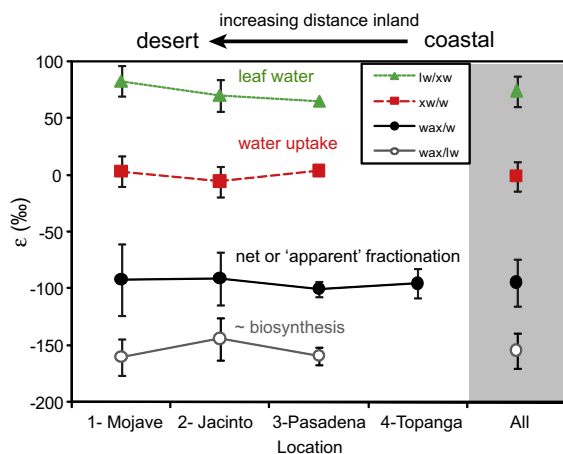 increasing distance inland
desert
coastal
leaf water
lw/xw
xw/w
wax/w
wax/lw
water uptake
net or 'apparent' fractionation
~ biosynthesis
ε (‰)
100
50
0
-50
-100
-150
-200
1- Mojave 2- Jacinto 3-Pasadena 4-Topanga All
Location